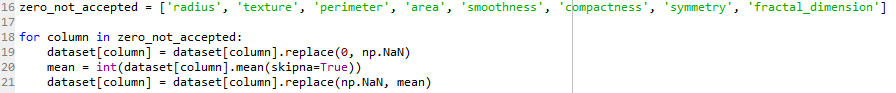 16 zero_not_accepted = ['radius', 'texture', 'perimeter', 'area', 'smoothness', 'compactness', 'symmetry', 'fractal_dimension']
17
18 for column in zero_not_accepted:
19     dataset[column] = dataset[column].replace(0, np.NaN)
20     mean = int(dataset[column].mean(skipna=True))
21     dataset[column] = dataset[column].replace(np.NaN, mean)